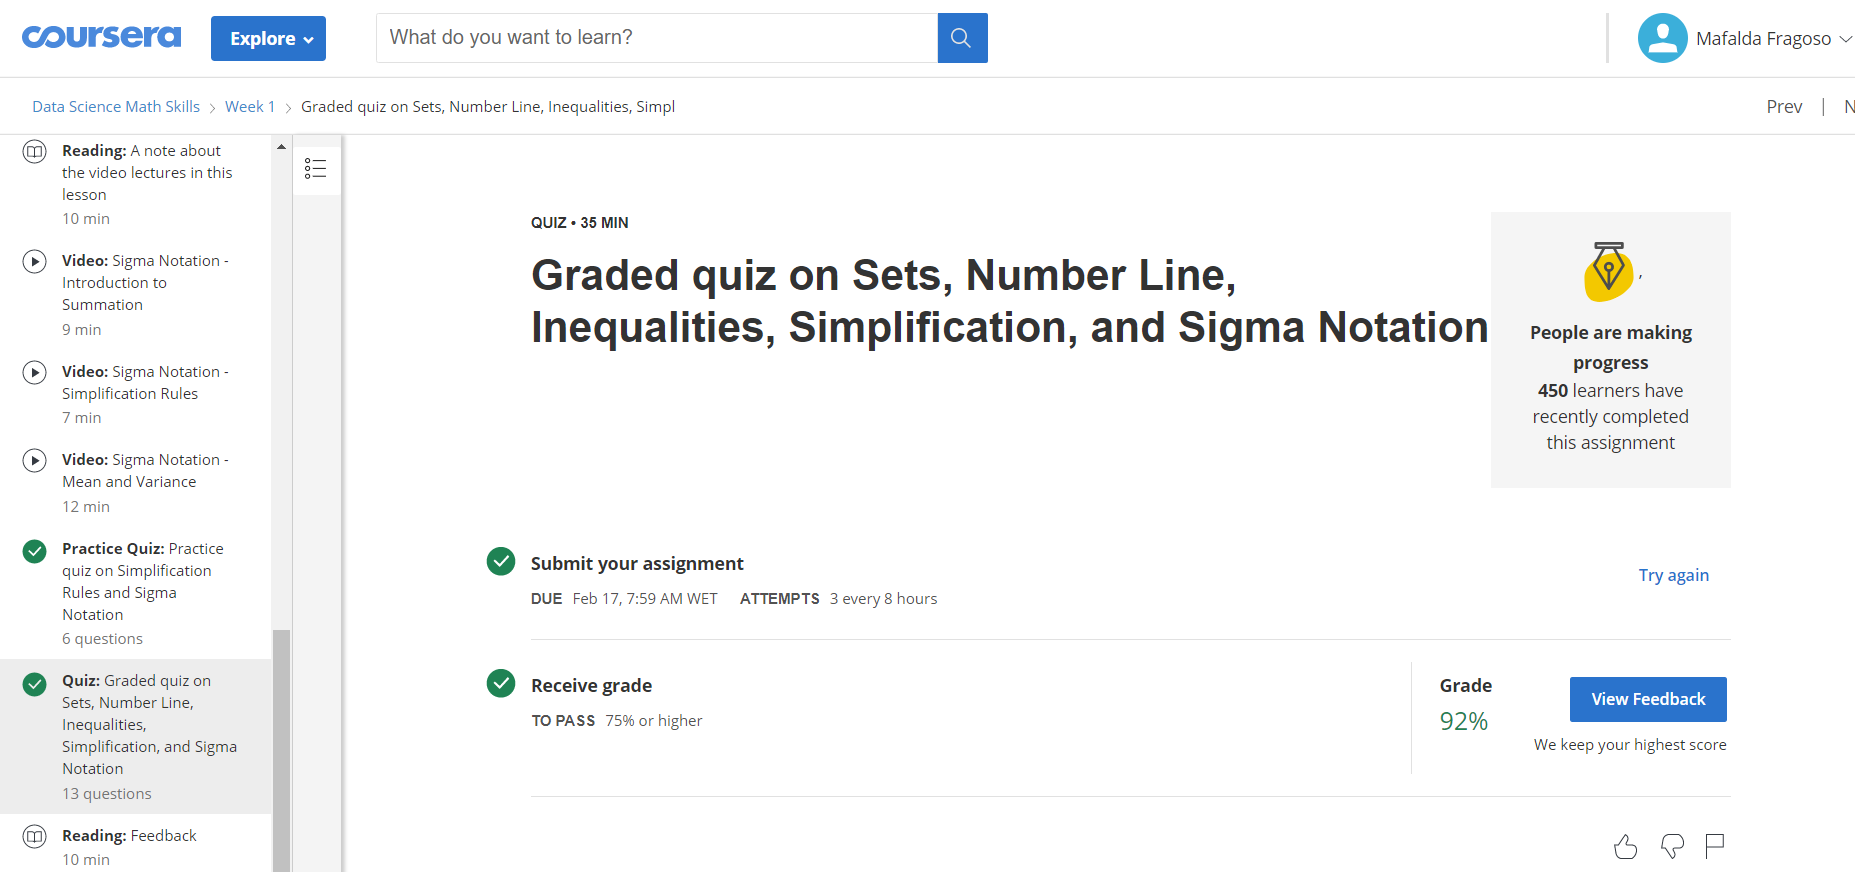 coursera
Explore
What do you want to learn?
Mafalda Fragoso
Data Science Math Skills
Week 1
Graded quiz on Sets, Number Line, Inequalities, Simpl
Prev | N
Reading: A note about
the video lectures in this
lesson
10 min
Video: Sigma Notation -
Introduction to
Summation
9 min
Video: Sigma Notation -
Simplification Rules
7 min
Video: Sigma Notation -
Mean and Variance
12 min
Practice Quiz: Practice
quiz on Simplification
Rules and Sigma
Notation
6 questions
Quiz: Graded quiz on
Sets, Number Line,
Inequalities,
Simplification, and Sigma
Notation
13 questions
Reading: Feedback
10 min
QUIZ • 35 MIN
Graded quiz on Sets, Number Line,
Inequalities, Simplification, and Sigma Notation
,
People are making
progress
450 learners have
recently completed
this assignment
Submit your assignment
DUE Feb 17, 7:59 AM WET ATTEMPTS 3 every 8 hours
Try again
Receive grade
TO PASS 75% or higher
Grade
92%
View Feedback
We keep your highest score